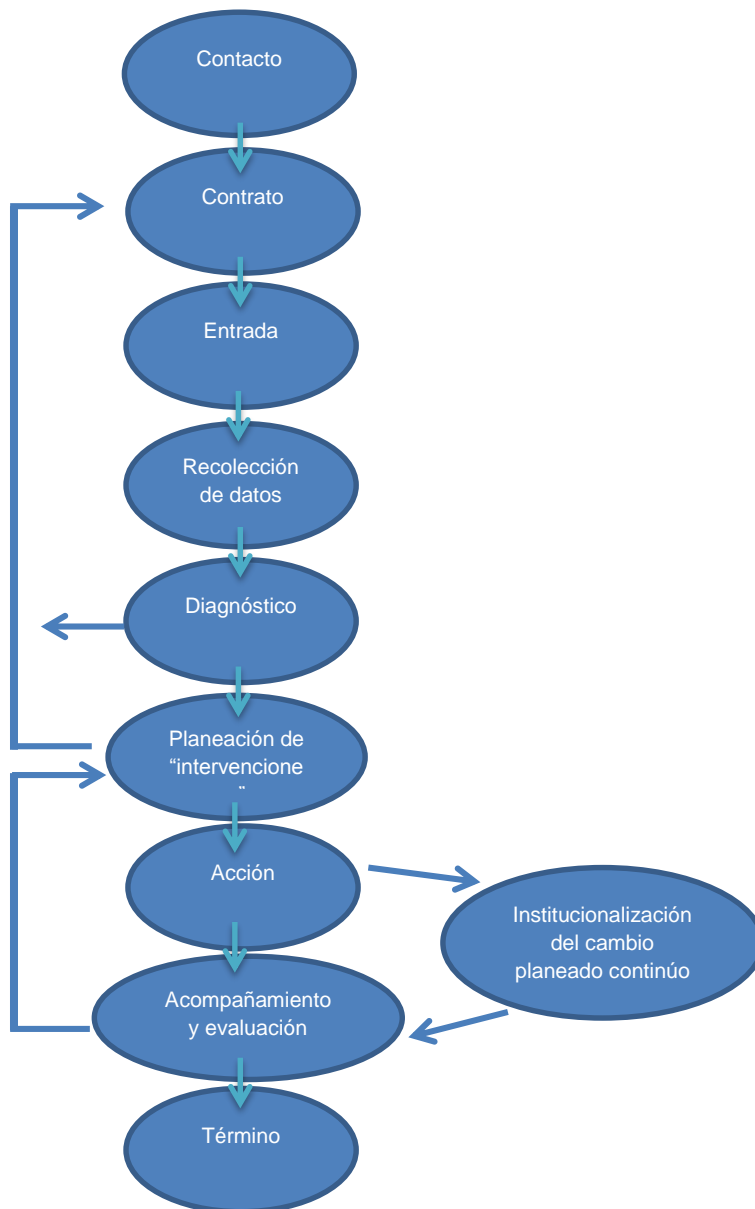 Contacto
Contrato
Entrada
Recolección
de datos
Diagnóstico
Planeación de
“intervencione
”
Acción
Institucionalización
del cambio
planeado continúo
Acompañamiento
y evaluación
Término